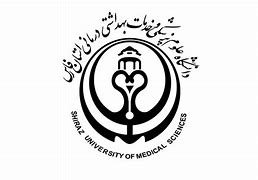 دانشگاه علوم پزشکی و خدمات بهداشتی درمانی استان فارس
SHIRAZ UNIVERSITY OF MEDICAL SCIENCES